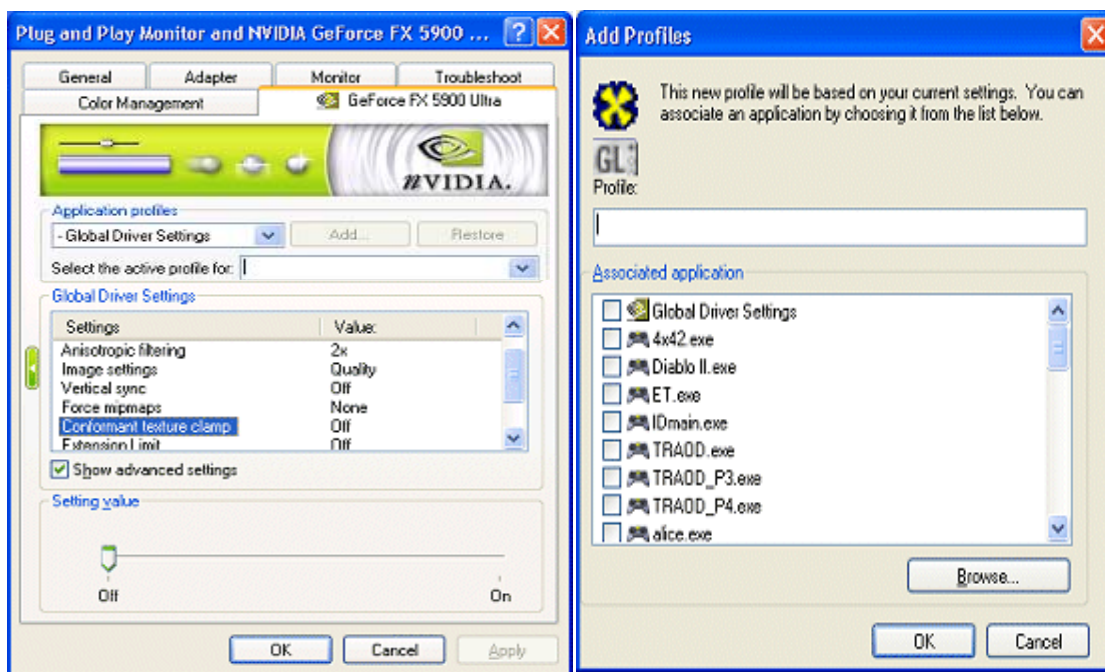 Plug and Play Monitor and NVIDIA GeForce FX 5900 ...
General Adapter Monitor Troubleshoot
Color Management GeForce FX 5900 Ultra
nVIDIA.
Application profiles
- Global Driver Settings Add... Restore
Select the active profile for:
Global Driver Settings
Settings Value:
Anisotropic filtering 2x
Image settings Quality
Vertical sync Off
Force mipmaps None
Conformant texture clamp Off
Extension Limit Off
Show advanced settings
Setting value
Off On
OK Cancel Apply
Add Profiles
This new profile will be based on your current settings. You can
associate an application by choosing it from the list below.
GL
Profile:
Associated application
Global Driver Settings
4x42.exe
Diablo II.exe
ET.exe
IDmain.exe
TRAOD.exe
TRAOD_P3.exe
TRAOD_P4.exe
alice.exe
Browse...
OK Cancel